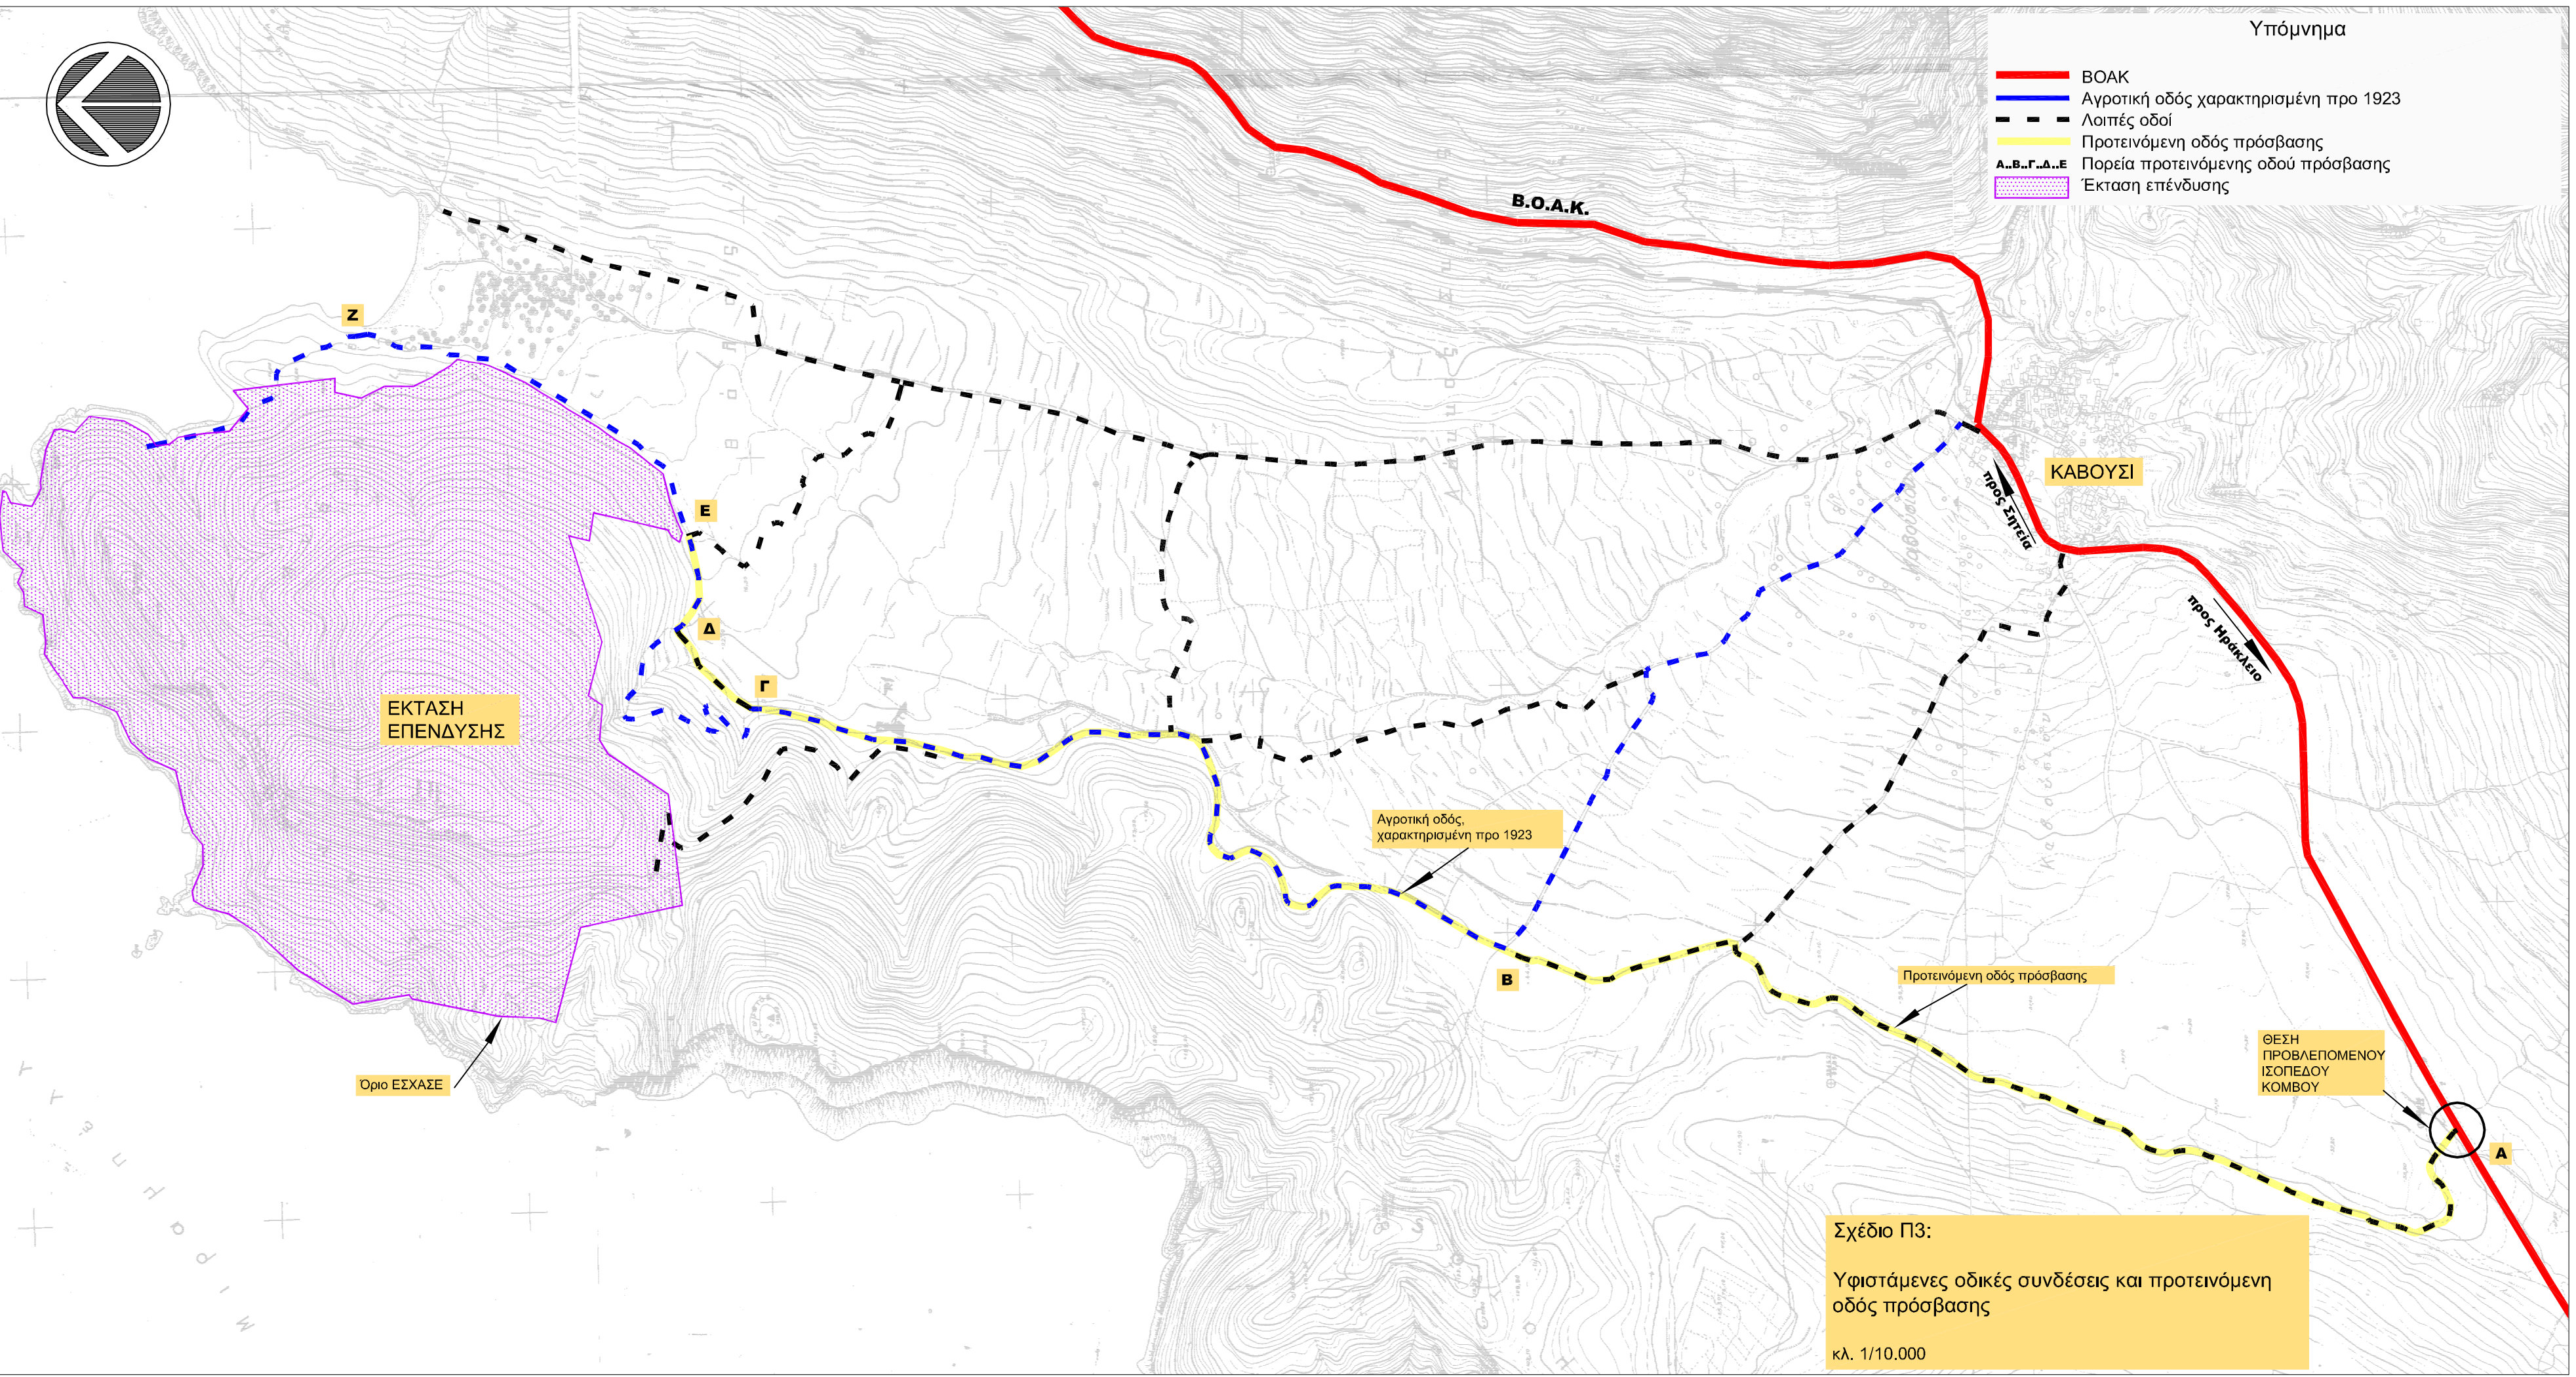 Υπόμνημα
ΒΟΑΚ
Αγροτική οδός χαρακτηρισμένη προ 1923
Λοιπές οδοί
Προτεινόμενη οδός πρόσβασης
Α..Β..Γ..Δ..Ε Πορεία προτεινόμενης οδού πρόσβασης
Έκταση επένδυσης
Β.Ο.Α.Κ.
Ζ
ΚΑΒΟΥΣΙ
προς Σητεία
Ε
προς Ηράκλειο
Δ
Γ
ΕΚΤΑΣΗ
ΕΠΕΝΔΥΣΗΣ
Αγροτική οδός,
χαρακτηρισμένη προ 1923
Β
Προτεινόμενη οδός πρόσβασης
ΘΕΣΗ
ΠΡΟΒΛΕΠΟΜΕΝΟΥ
ΙΣΟΠΕΔΟΥ
ΚΟΜΒΟΥ
Όριο ΕΣΧΑΣΕ
Α
Σχέδιο Π3:
Υφιστάμενες οδικές συνδέσεις και προτεινόμενη
οδός πρόσβασης
κλ. 1/10.000